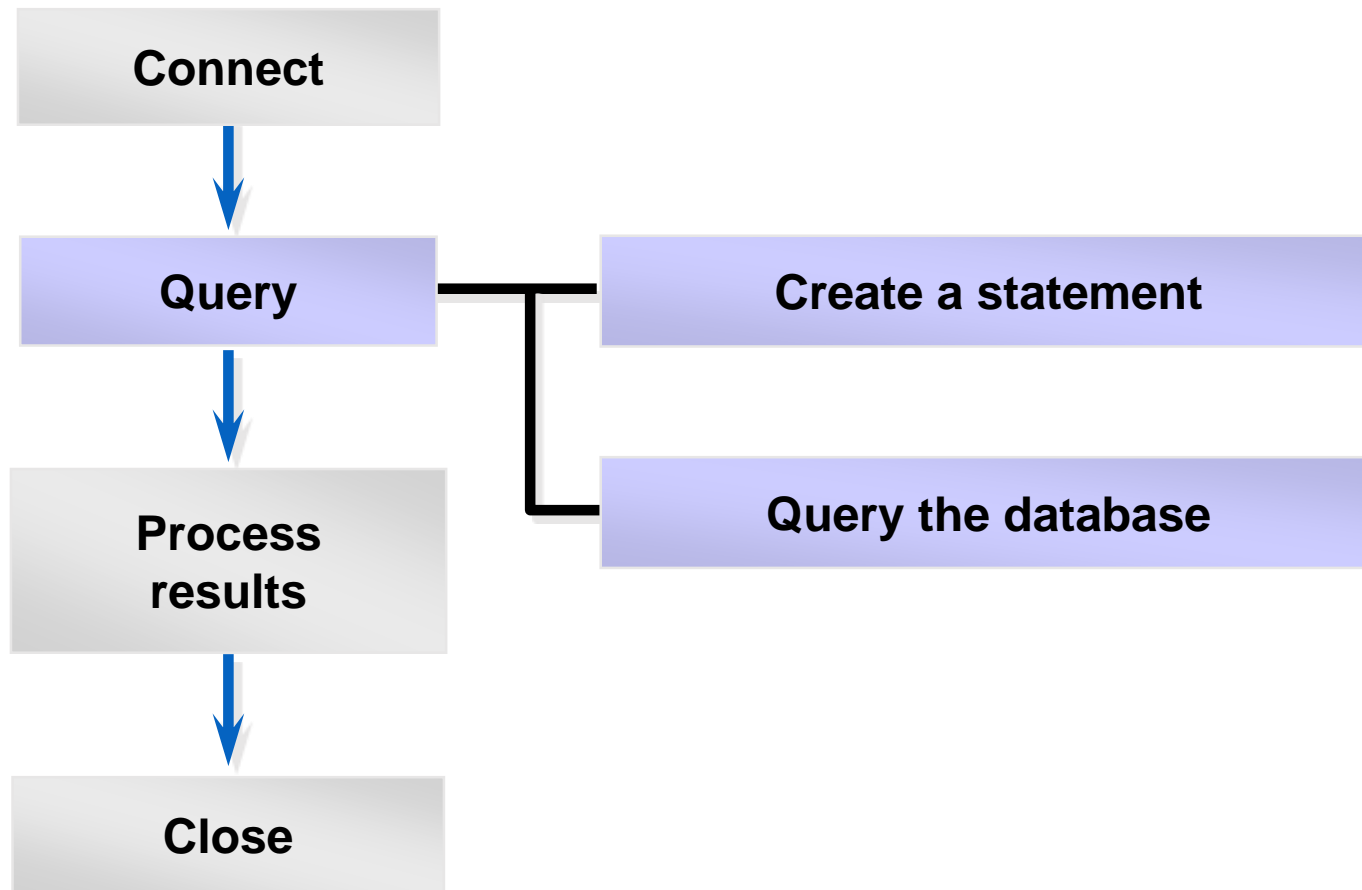 Connect
Query
Create a statement
Query the database
Process
results
Close